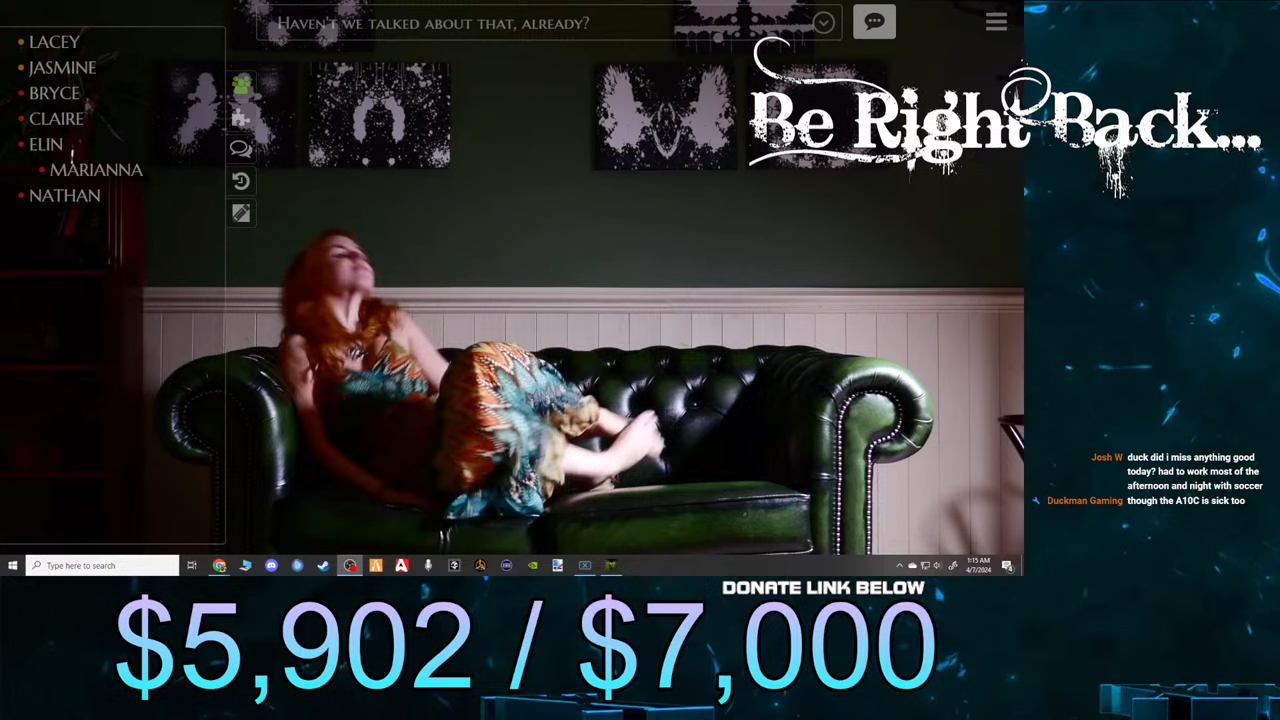 HAVEN'T WE TALKED ABOUT THAT, ALREADY?
LACEY
JASMINE
BRYCE
CLAIRE
ELIN
MARIANNA
NATHAN
Be Right Back...
Josh W duck did i miss anything good
today? had to work most of the
afternoon and night with soccer
Duckman Gaming though the A10C is sick too
Type here to search
1:15 AM
4/7/2024
DONATE LINK BELOW
$5,902 / $7,000